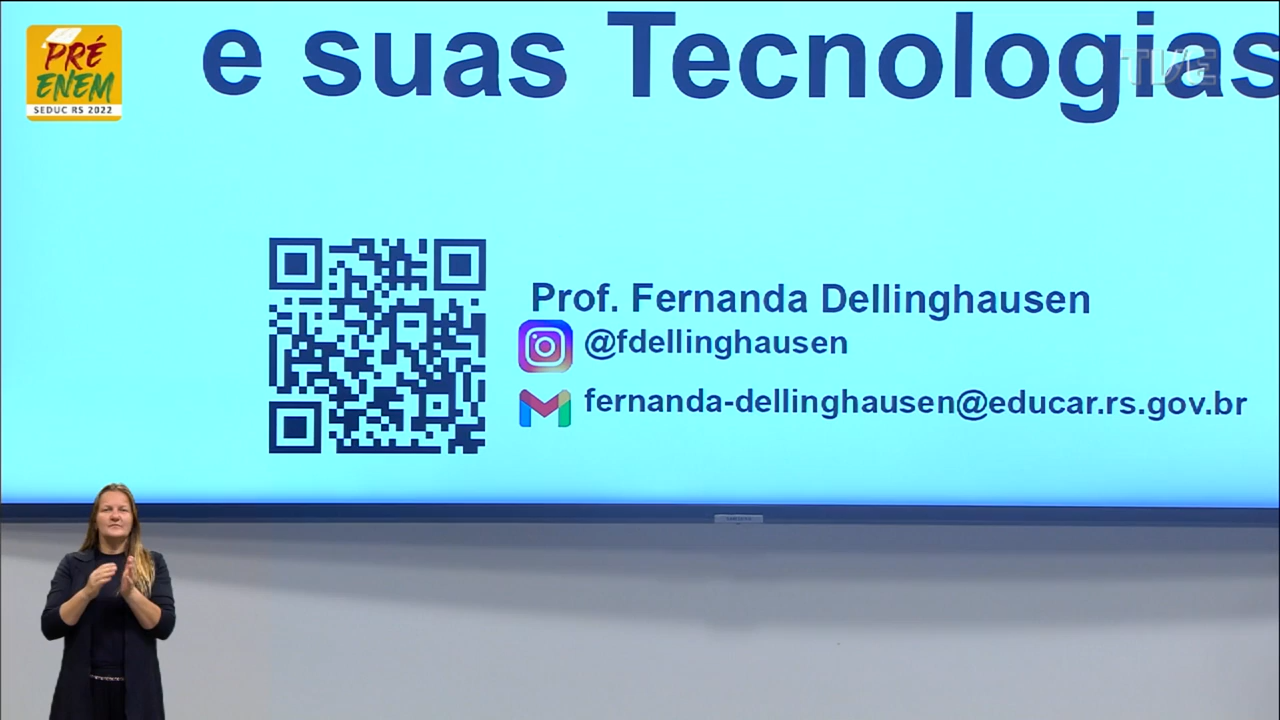 PRÉ
ENEM
SEDUC RS 2022
e suas Tecnologias
TVE
Prof. Fernanda Dellinghausen
@fdellinghausen
fernanda-dellinghausen@educar.rs.gov.br